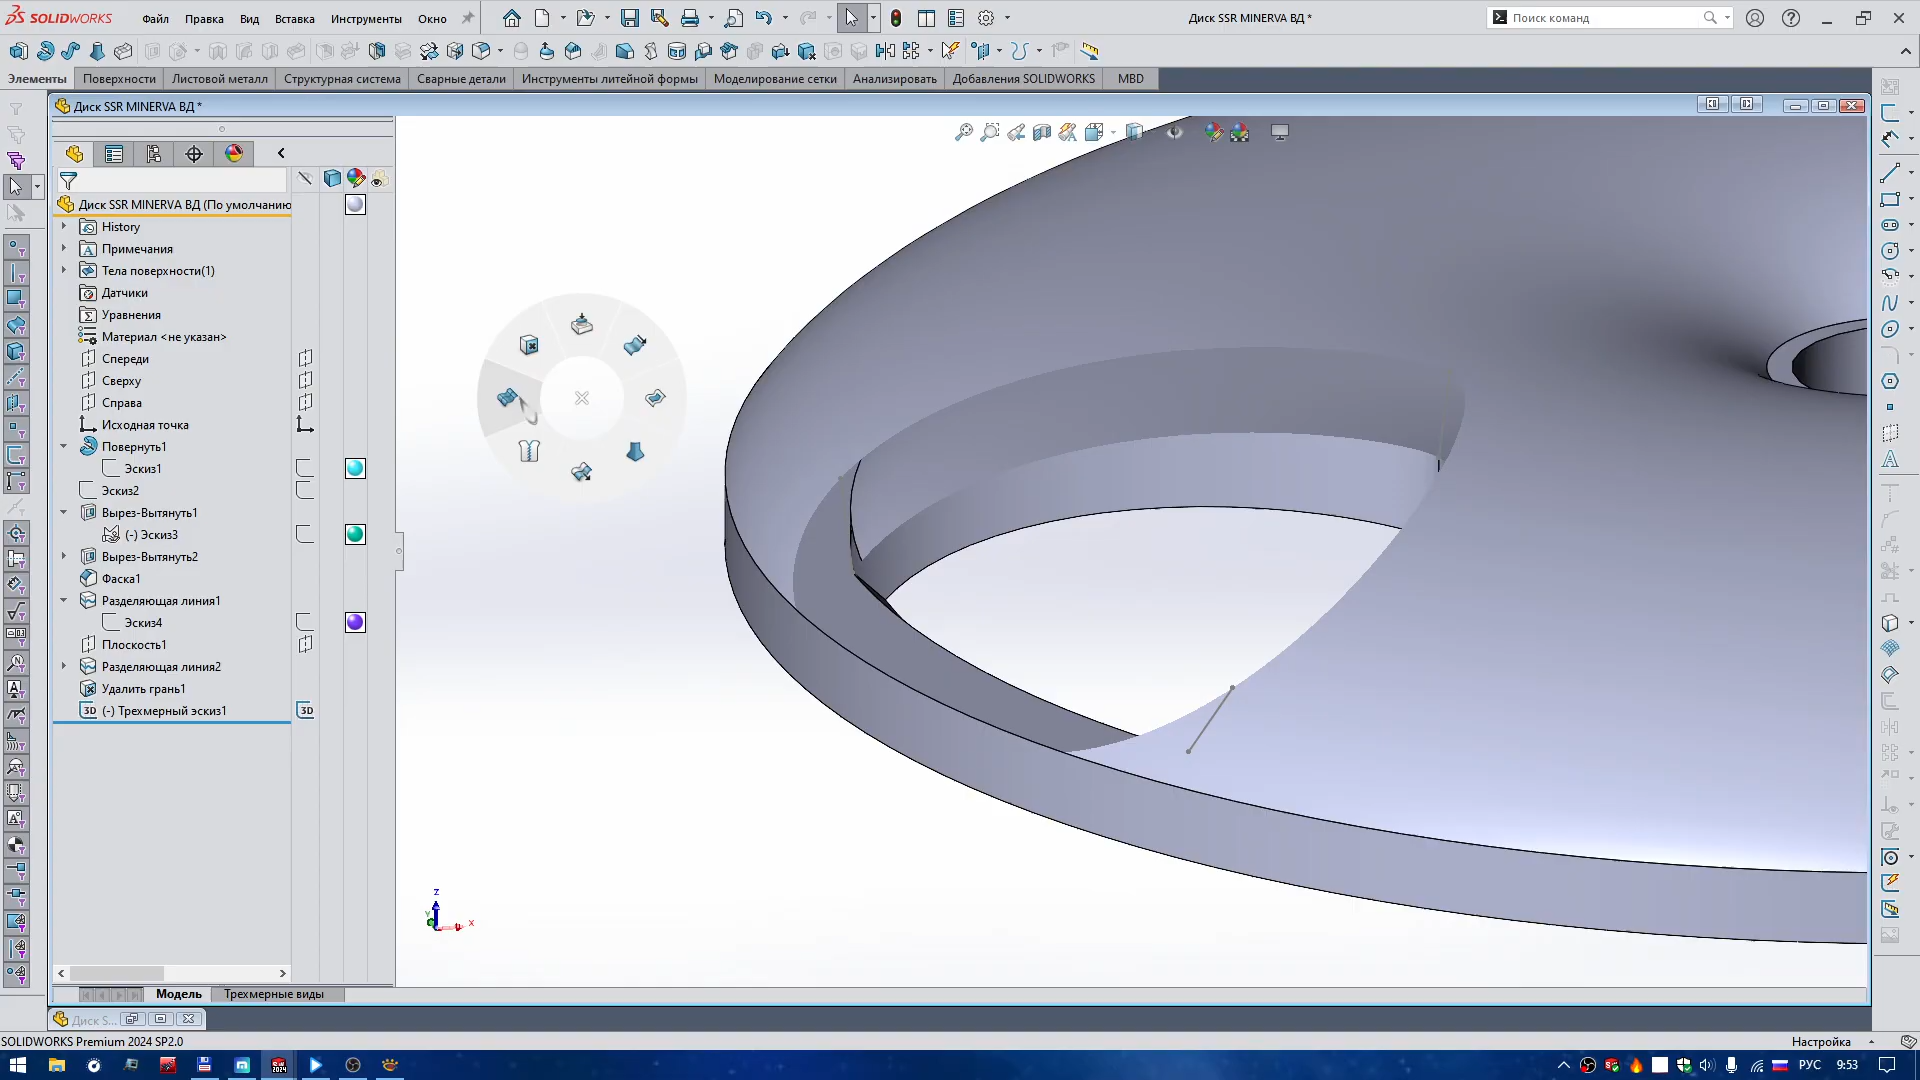 SOLIDWORKS
Файл
Правка
Вид
Вставка
Инструменты
Окно
Диск SSR MINERVA ВД *
Поиск команд
Элементы
Поверхности
Листовой металл
Структурная система
Сварные детали
Инструменты литейной формы
Моделирование сетки
Анализировать
Добавления SOLIDWORKS
MBD
Диск SSR MINERVA ВД *
Диск SSR MINERVA ВД (По умолчанию
History
Примечания
Тела поверхности(1)
Датчики
Уравнения
Материал <не указан>
Спереди
Сверху
Справа
Исходная точка
Повернуть1
Эскиз1
Эскиз2
Вырез-Вытянуть1
(-) Эскиз3
Вырез-Вытянуть2
Фаска1
Разделяющая линия1
Эскиз4
Плоскость1
Разделяющая линия2
Удалить грань1
3D (-) Трехмерный эскиз1 3D
Z
Y
X
Модель
Трехмерные виды
Диск S...
SOLIDWORKS Premium 2024 SP2.0
Настройка
РУС
9:53